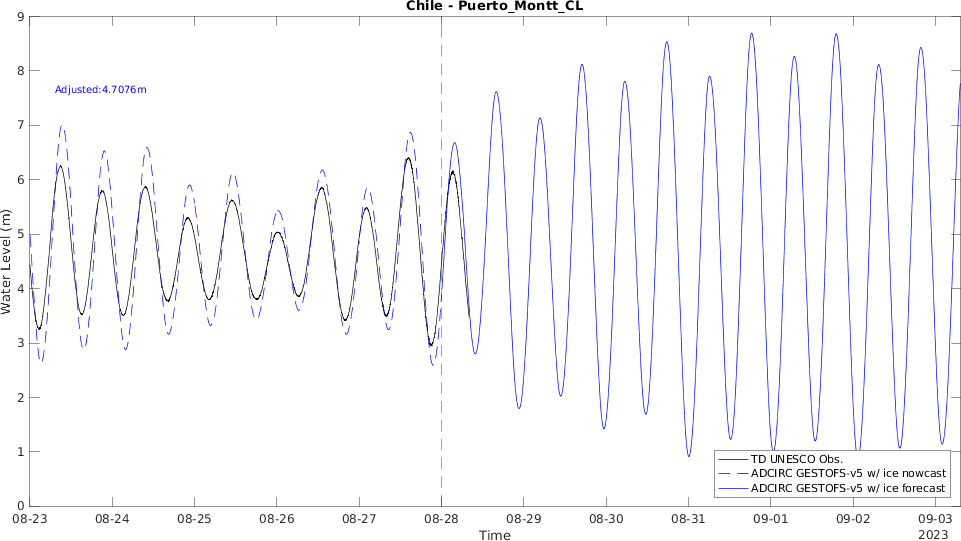 Chile - Puerto_Montt_CL
9
8
7
6
5
4
3
2
1
0
Water Level (m)
Adjusted:4.7076m
TD UNESCO Obs.
ADCIRC GESTOFS-v5 w/ ice nowcast
ADCIRC GESTOFS-v5 w/ ice forecast
08-23 08-24 08-25 08-26 08-27 08-28 08-29 08-30 08-31 09-01 09-02 09-03
Time
2023